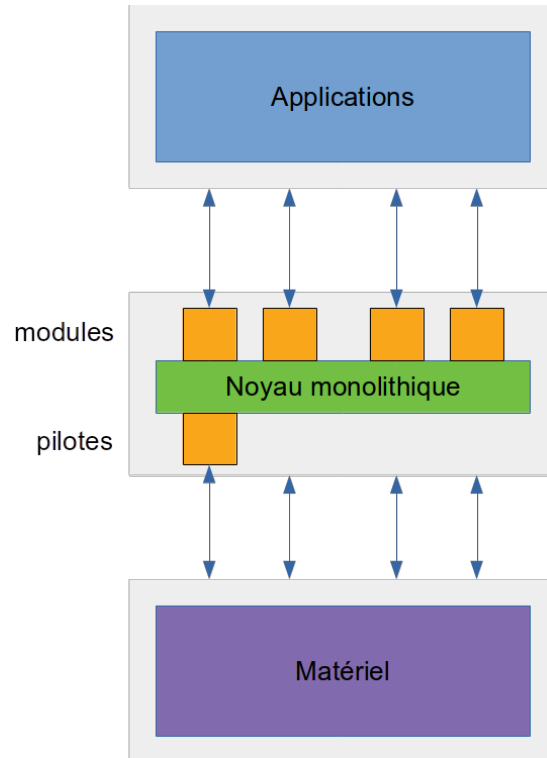 Applications
modules
Noyau monolithique
pilotes
Matériel